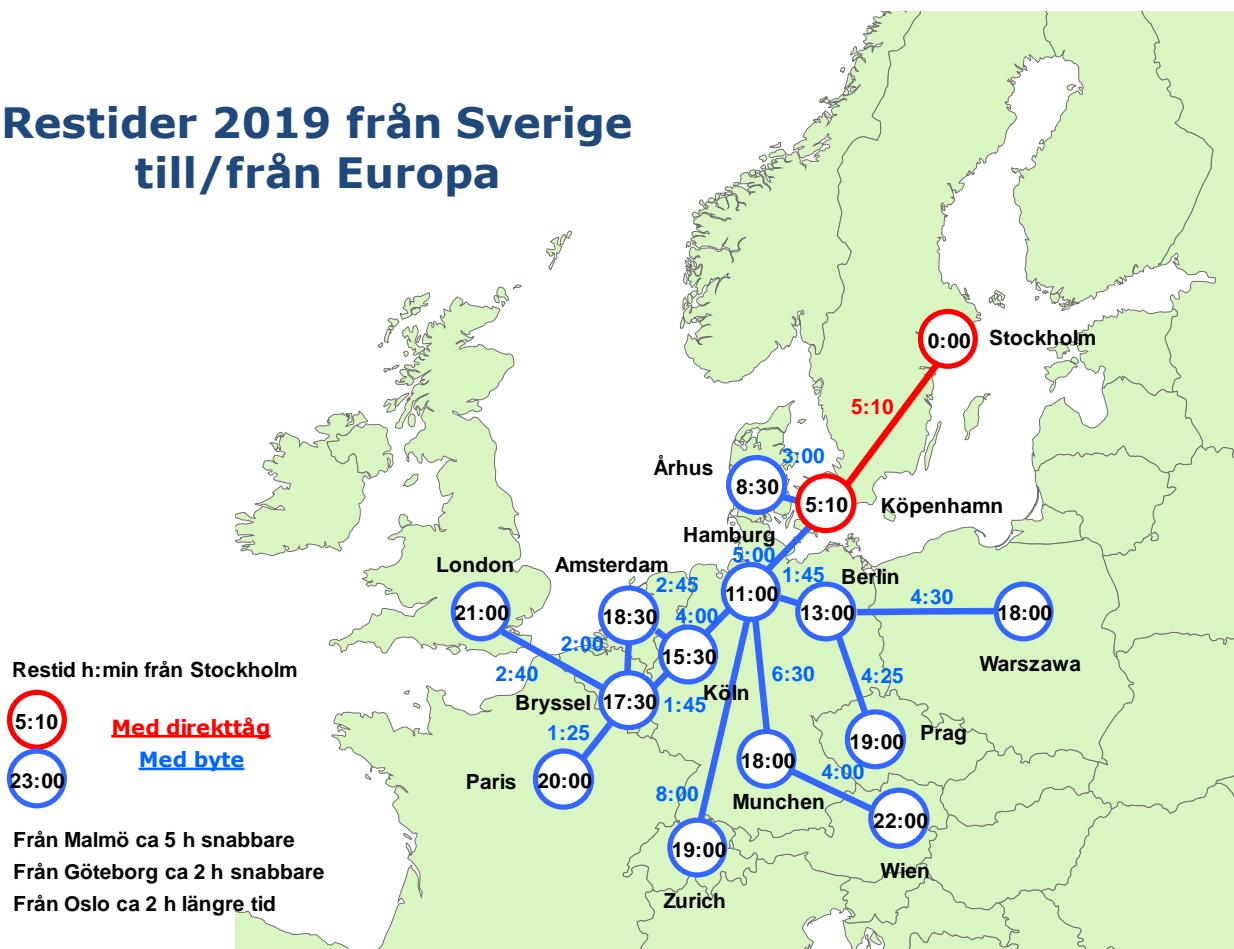 Restider 2019 från Sverige
till/från Europa
0:00
Stockholm
5:10
3:00
Århus
8:30
5:10
Köpenhamn
Hamburg
5:00
London
Amsterdam
2:45
1:45
Berlin
11:00
4:30
21:00
18:30
4:00
13:00
18:00
2:00
15:30
Warszawa
Restid h:min från Stockholm
2:40
6:30
4:25
Köln
Bryssel
17:30
1:45
5:10
Med direkttåg
1:25
Prag
19:00
Med byte
18:00
4:00
23:00
Paris
20:00
8:00
Munchen
22:00
Från Malmö ca 5 h snabbare
19:00
Från Göteborg ca 2 h snabbare
Wien
Zurich
Från Oslo ca 2 h längre tid